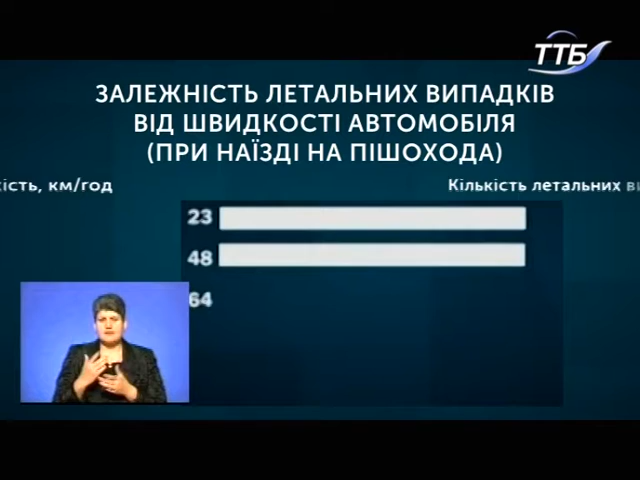 ТТБ
ЗАЛЕЖНІСТЬ ЛЕТАЛЬНИХ ВИПАДКІВ
ВІД ШВИДКОСТІ АВТОМОБІЛЯ
(ПРИ НАЇЗДІ НА ПІШОХОДА)
ість, км/год
Кількість летальних ви
23
48
64